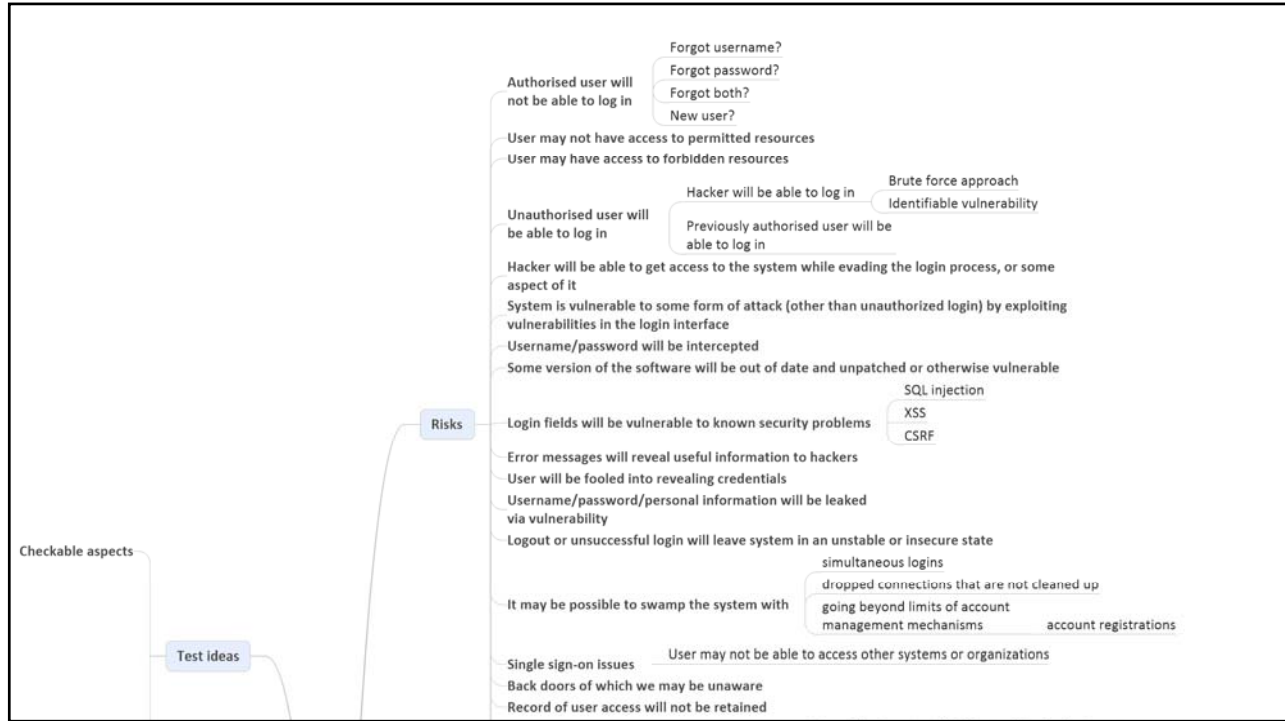 Forgot username?
Forgot password?
Forgot both?
New user?
Authorised user will
not be able to log in
User may not have access to permitted resources
User may have access to forbidden resources
Brute force approach
Identifiable vulnerability
Hacker will be able to log in
Previously authorised user will be
able to log in
Unauthorised user will
be able to log in
Hacker will be able to get access to the system while evading the login process, or some
aspect of it
System is vulnerable to some form of attack (other than unauthorized login) by exploiting
vulnerabilities in the login interface
Username/password will be intercepted
Some version of the software will be out of date and unpatched or otherwise vulnerable
SQL injection
XSS
CSRF
Login fields will be vulnerable to known security problems
Risks
Error messages will reveal useful information to hackers
User will be fooled into revealing credentials
Username/password/personal information will be leaked
via vulnerability
Logout or unsuccessful login will leave system in an unstable or insecure state
Checkable aspects
simultaneous logins
dropped connections that are not cleaned up
going beyond limits of account
management mechanisms
account registrations
It may be possible to swamp the system with
Test ideas
Single sign-on issues
User may not be able to access other systems or organizations
Back doors of which we may be unaware
Record of user access will not be retained